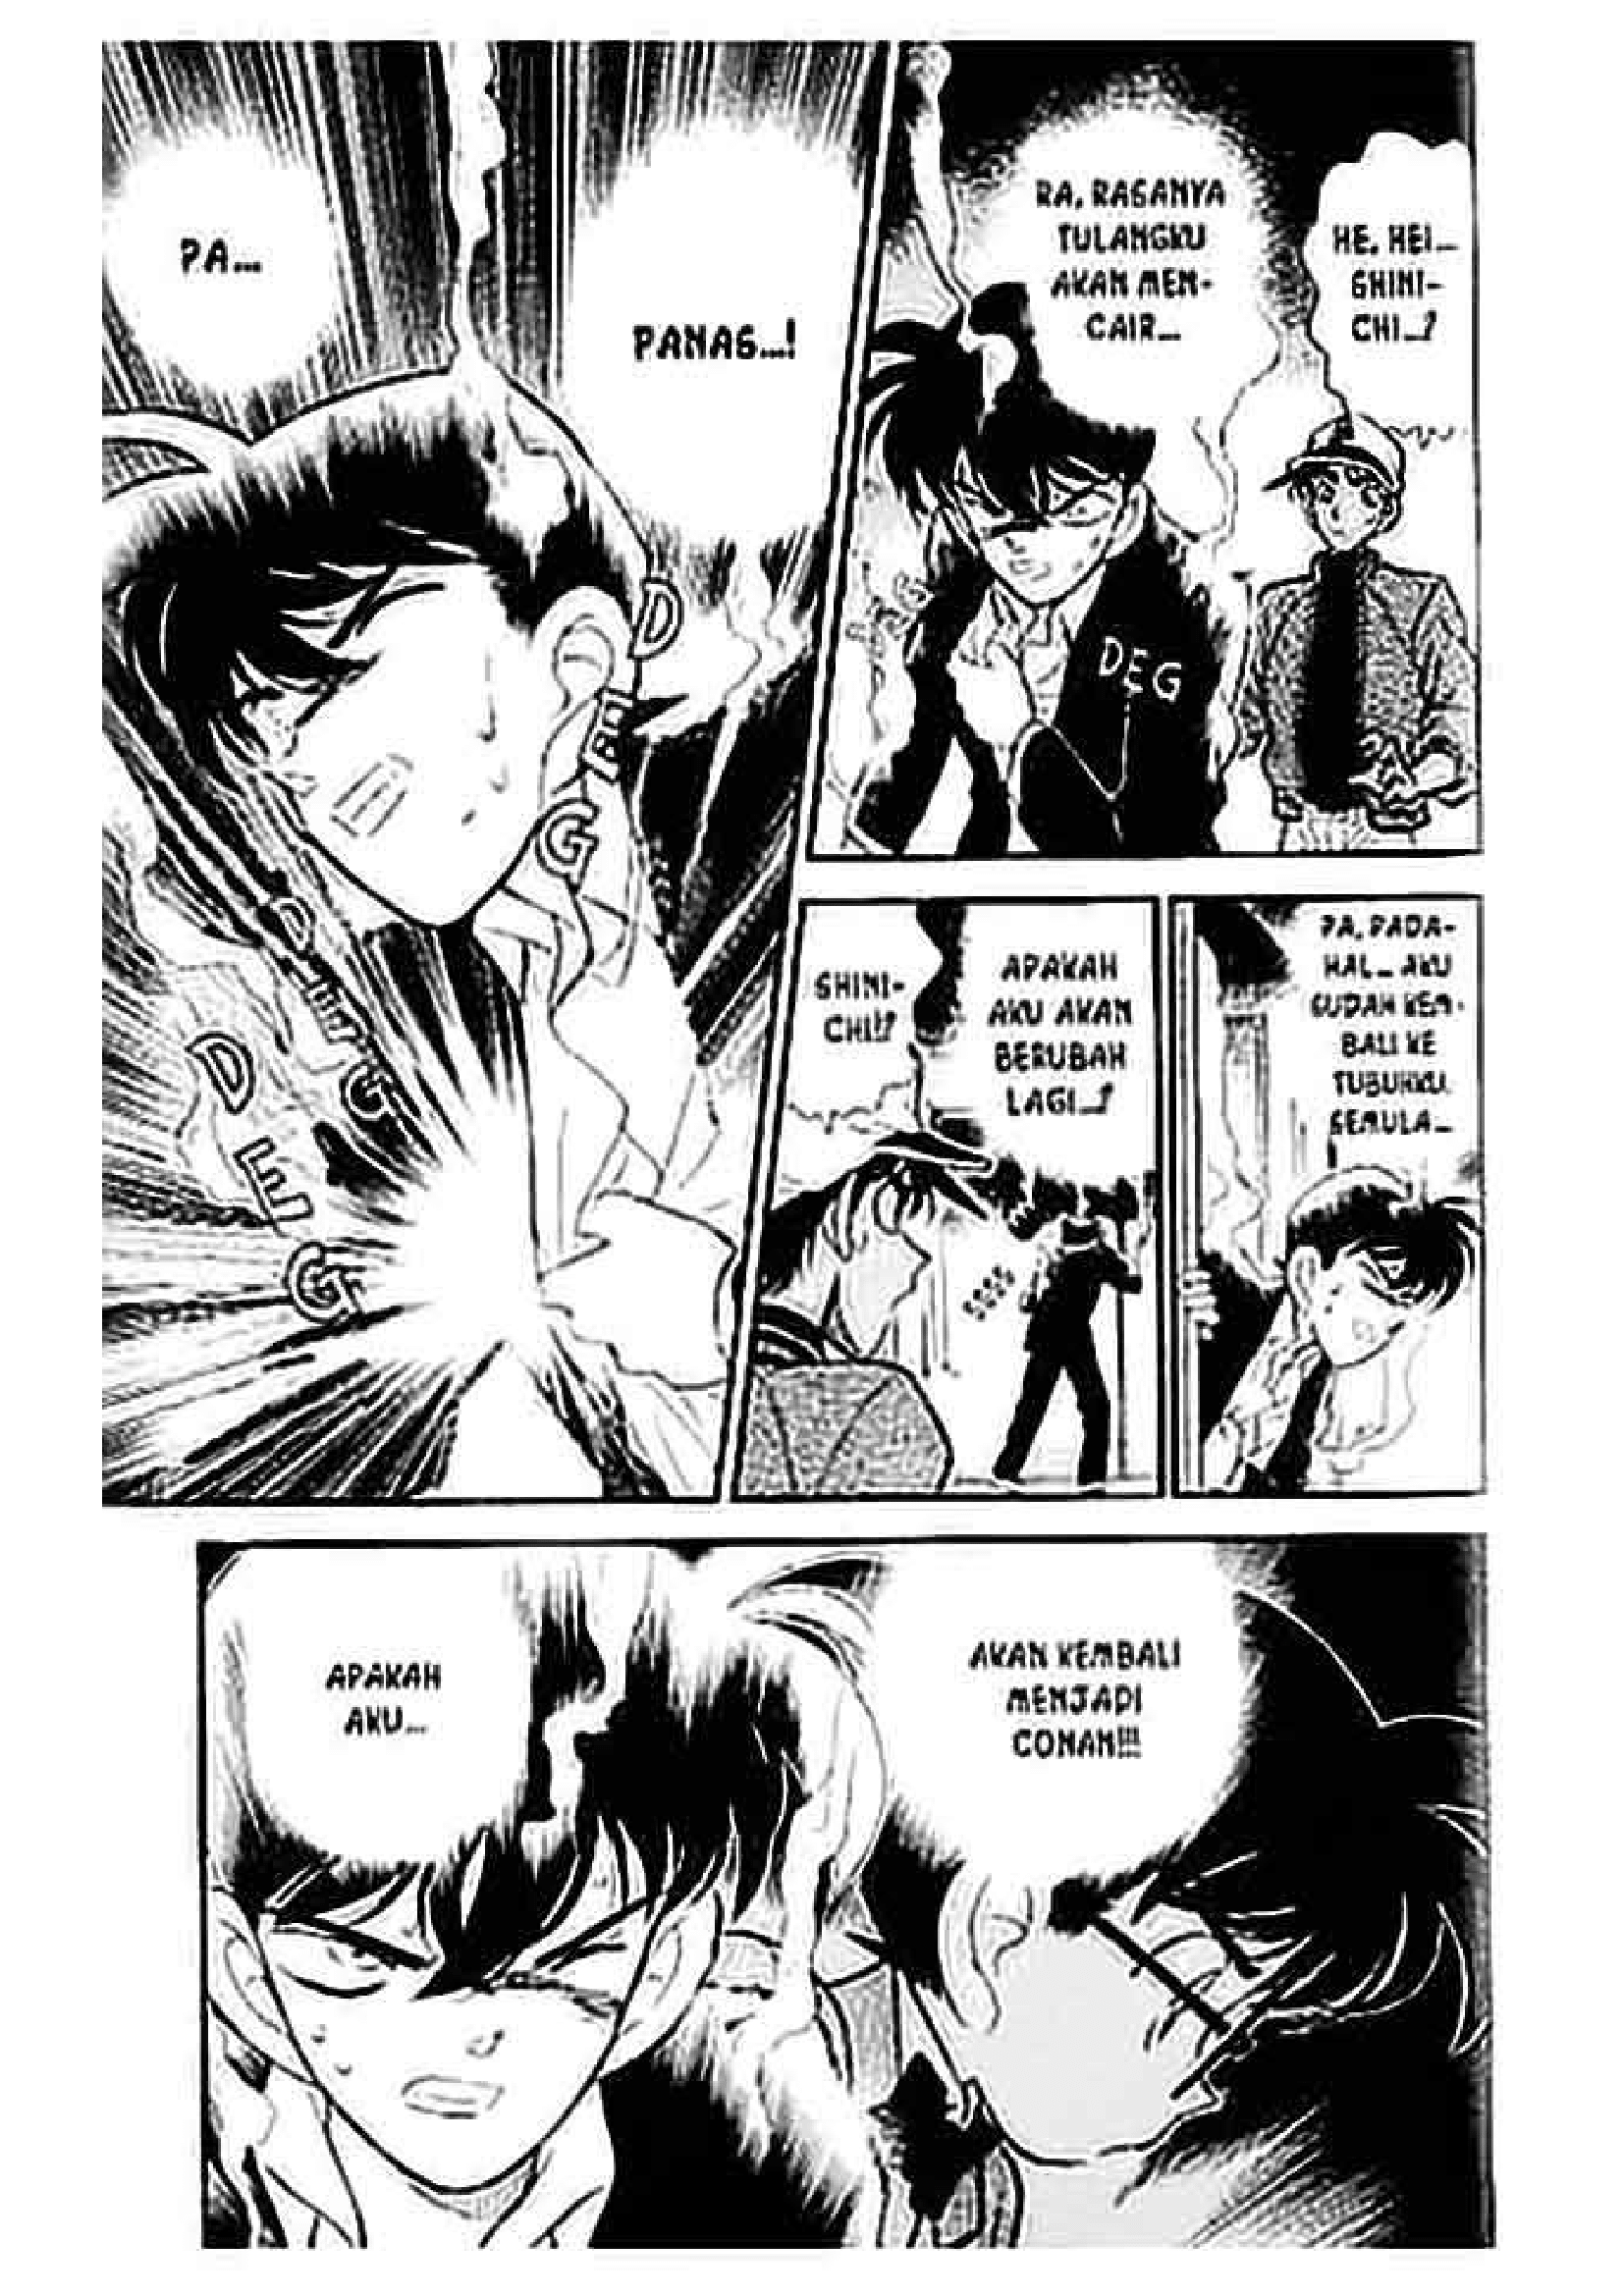 HE, HEI...
SHINI-
CHI...?
RA, RASANYA
TULANGKU
AKAN MEN-
CAIR...
DEG
DEG
PANAS...!
PA...
DEG
DEG
DEG
PA, PADA-
HAL... AKU
SUDAH KEM-
BALI KE
TUBUHKU
SEMULA...
APAKAH
AKU AKAN
BERUBAH
LAGI...?
SHINI-
CHI!?
AKAN KEMBALI
MENJADI
CONAN!!!
APAKAH
AKU...